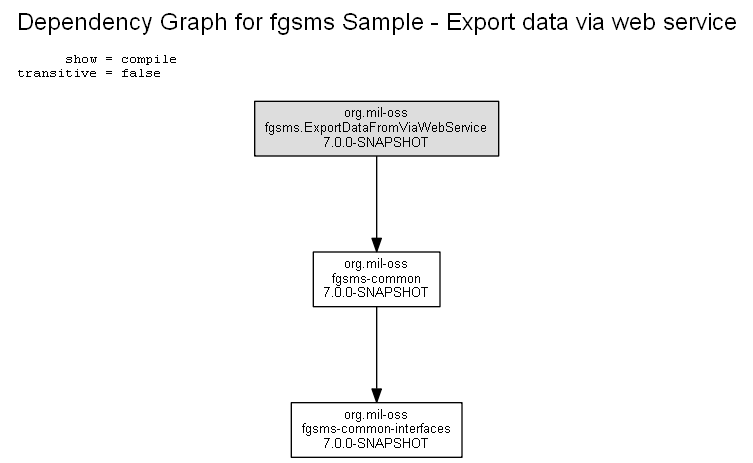 Dependency Graph for fgsms Sample - Export data via web service
show = compile
transitive = false
org.mil-oss
fgsms.ExportDataFromViaWebService
7.0.0-SNAPSHOT
org.mil-oss
fgsms-common
7.0.0-SNAPSHOT
org.mil-oss
fgsms-common-interfaces
7.0.0-SNAPSHOT